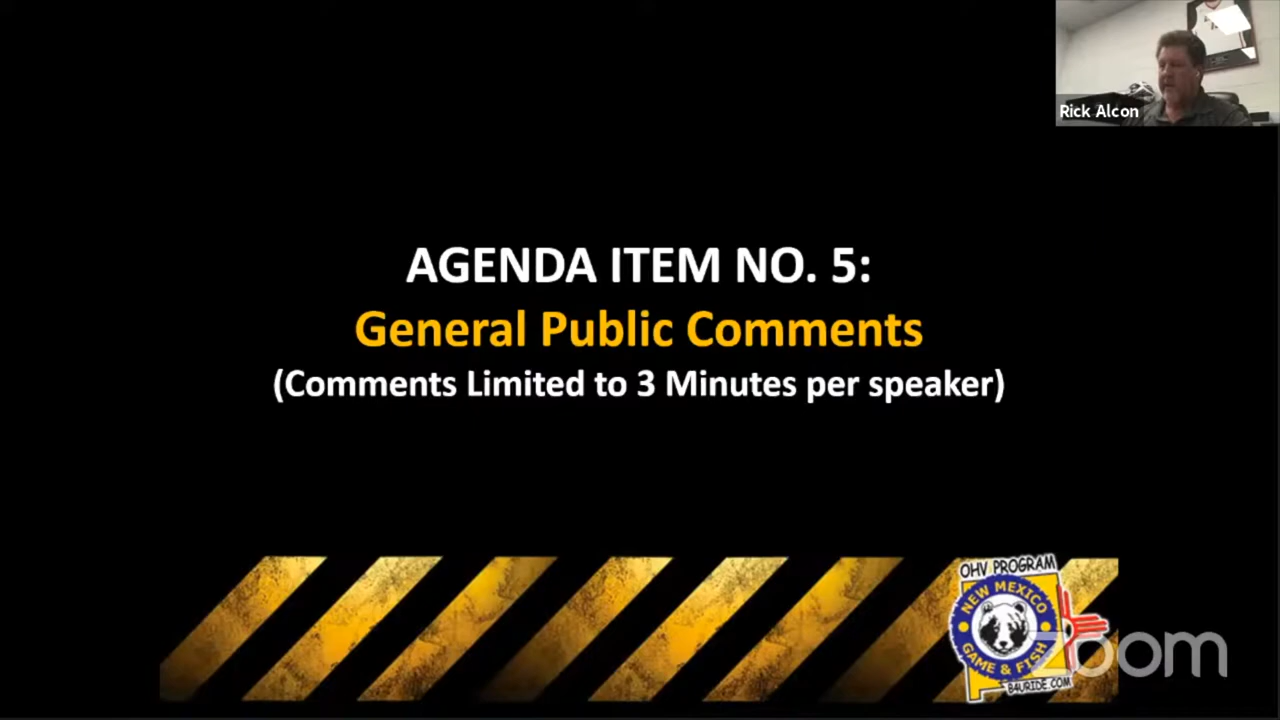 Rick Alcon
AGENDA ITEM NO. 5:
General Public Comments
(Comments Limited to 3 Minutes per speaker)
OHV PROGRAM
NEW MEXICO
GAME & FISH
B4URIDE.COM
zoom